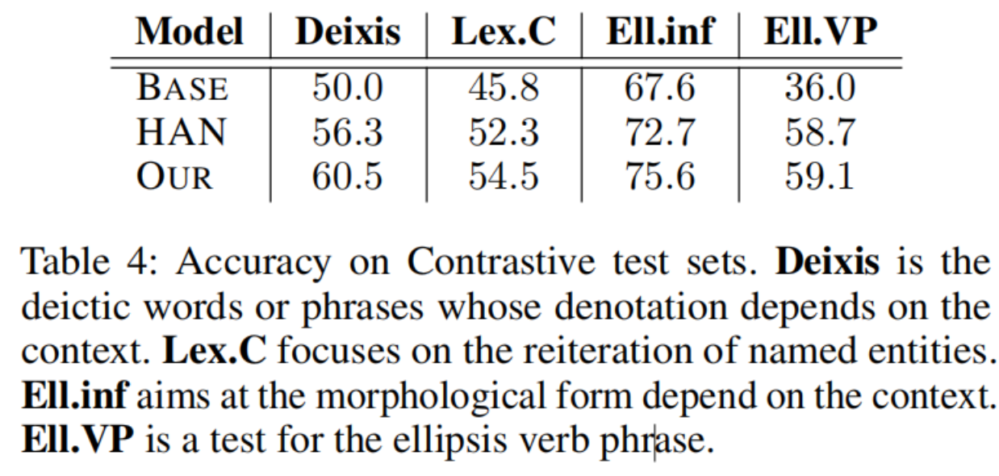 Model Deixis Lex.C Ell.inf Ell.VP
BASE 50.0 45.8 67.6 36.0
HAN 56.3 52.3 72.7 58.7
OUR 60.5 54.5 75.6 59.1
Table 4: Accuracy on Contrastive test sets. Deixis is the
deictic words or phrases whose denotation depends on the
context. Lex.C focuses on the reiteration of named entities.
Ell.inf aims at the morphological form depend on the context.
Ell.VP is a test for the ellipsis verb phrase.